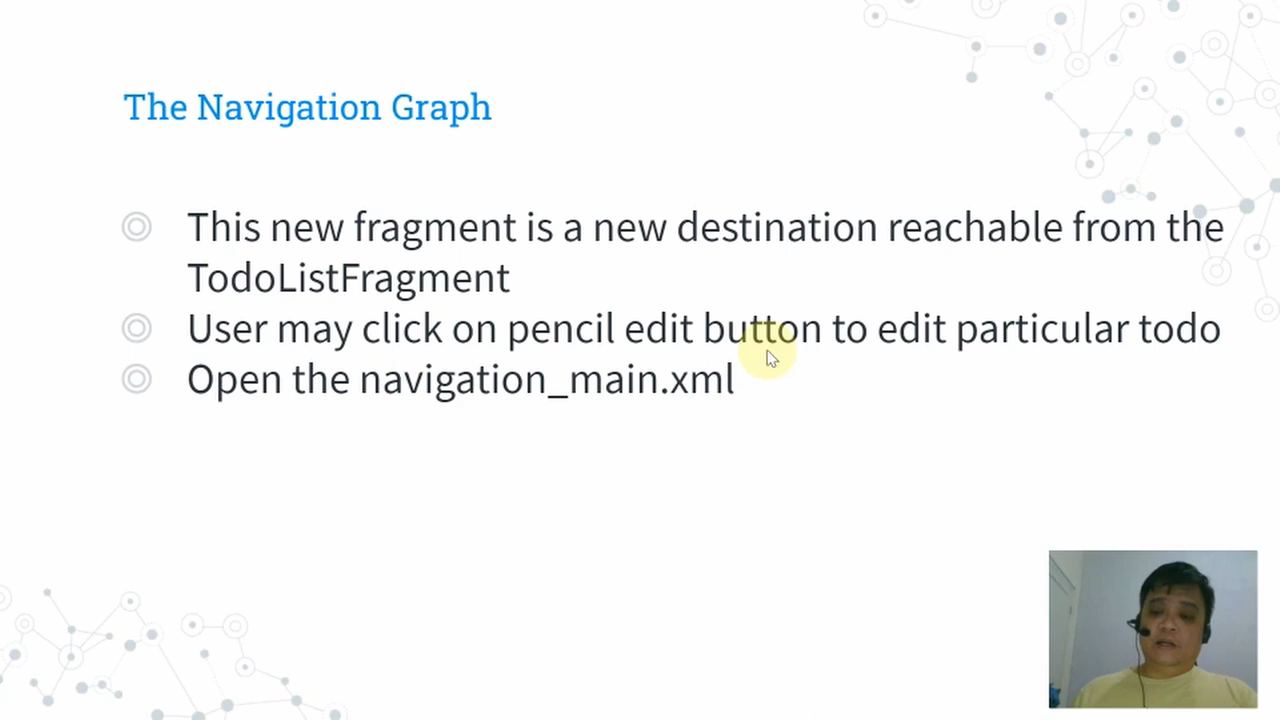 The Navigation Graph
This new fragment is a new destination reachable from the
TodoListFragment
User may click on pencil edit button to edit particular todo
Open the navigation_main.xml